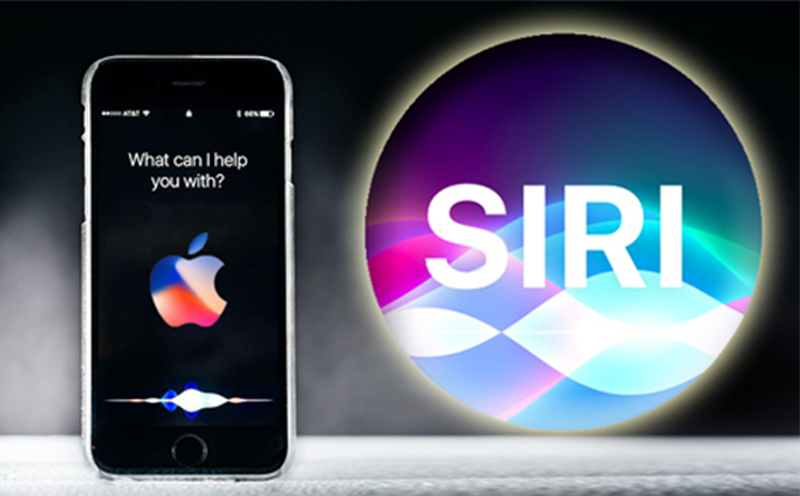 AT&T 66%
What can I help
you with?
SIRI